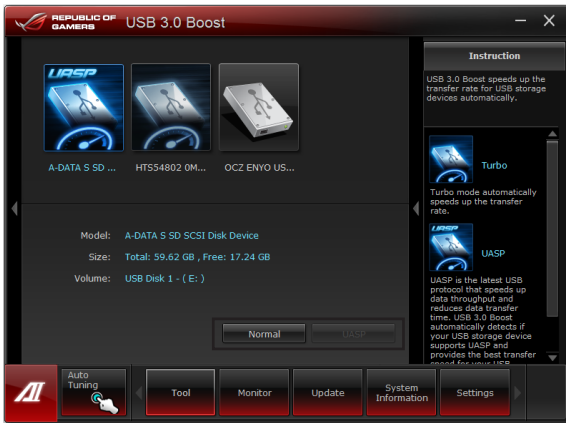 REPUBLIC OF
GAMERS
USB 3.0 Boost
UASP
A-DATA S SD ...
HTS54802 0M...
OCZ ENYO US...
Model: A-DATA S SD SCSI Disk Device
Size: Total: 59.62 GB , Free: 17.24 GB
Volume: USB Disk 1 - ( E: )
Normal
UASP
Instruction
USB 3.0 Boost speeds up the
transfer rate for USB storage
devices automatically.
Turbo
Turbo mode automatically
speeds up the transfer
rate.
UASP
UASP
UASP is the latest USB
protocol that speeds up
data throughput and
reduces data transfer
time. USB 3.0 Boost
automatically detects if
your USB storage device
supports UASP and
provides the best transfer
speed for your USB
AI
Auto
Tuning
Tool
Monitor
Update
System
Information
Settings